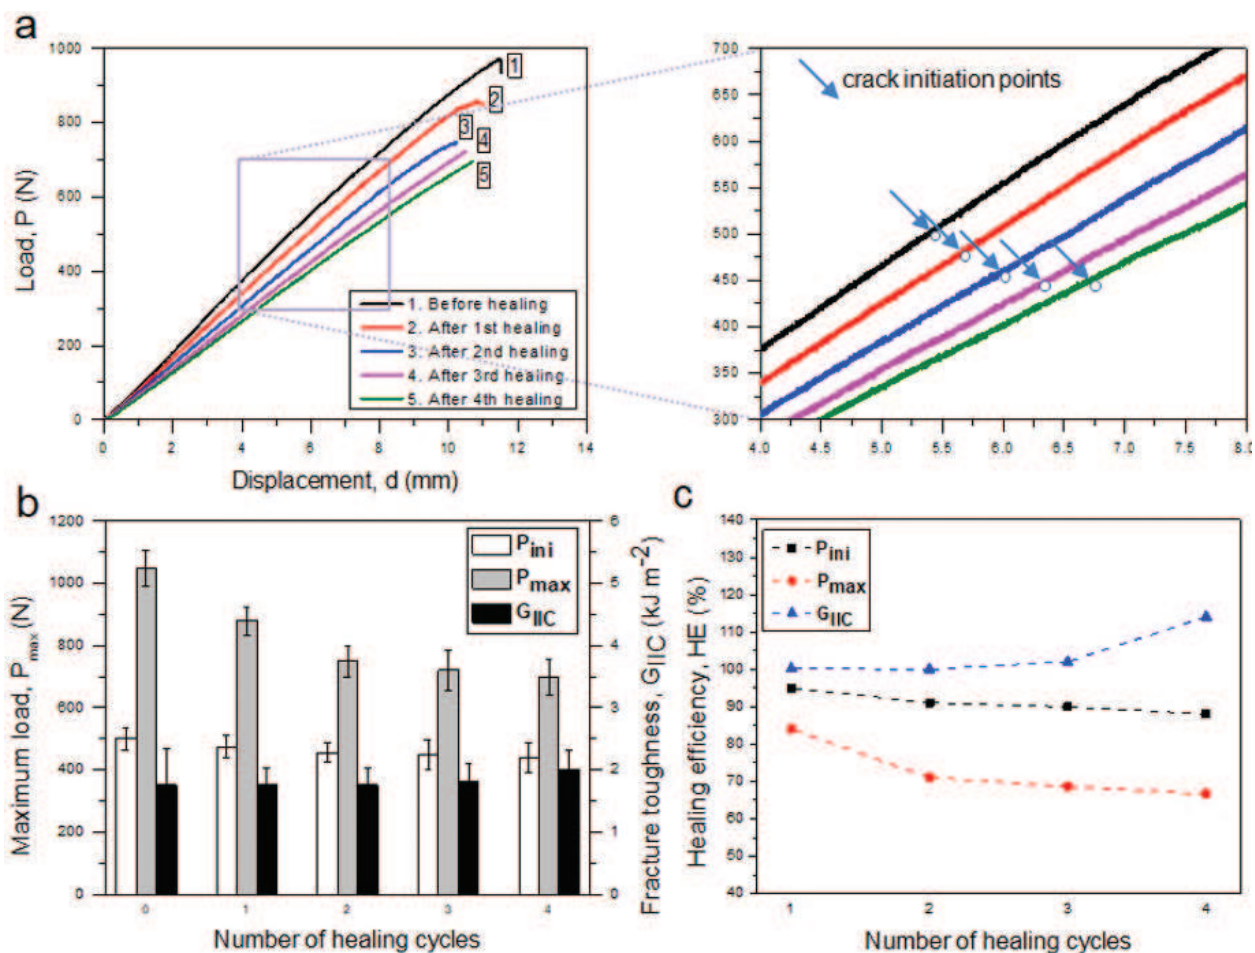 a
1000
800
600
400
200
0
Load, P (N)
1
2
3
4
5
1. Before healing
2. After 1st healing
3. After 2nd healing
4. After 3rd healing
5. After 4th healing
0 2 4 6 8 10 12 14
Displacement, d (mm)
700
650
600
550
500
450
400
350
300
crack initiation points
4.0 4.5 5.0 5.5 6.0 6.5 7.0 7.5 8.0
b
1200
1000
800
600
400
200
0
Maximum load, Pmax (N)
Pini
Pmax
GIIC
6
5
4
3
2
1
0
Fracture toughness, GIIC (kJ m-2)
0 1 2 3 4
Number of healing cycles
c
140
130
120
110
100
90
80
70
60
50
40
Healing efficiency, HE (%)
Pini
Pmax
GIIC
1 2 3 4
Number of healing cycles